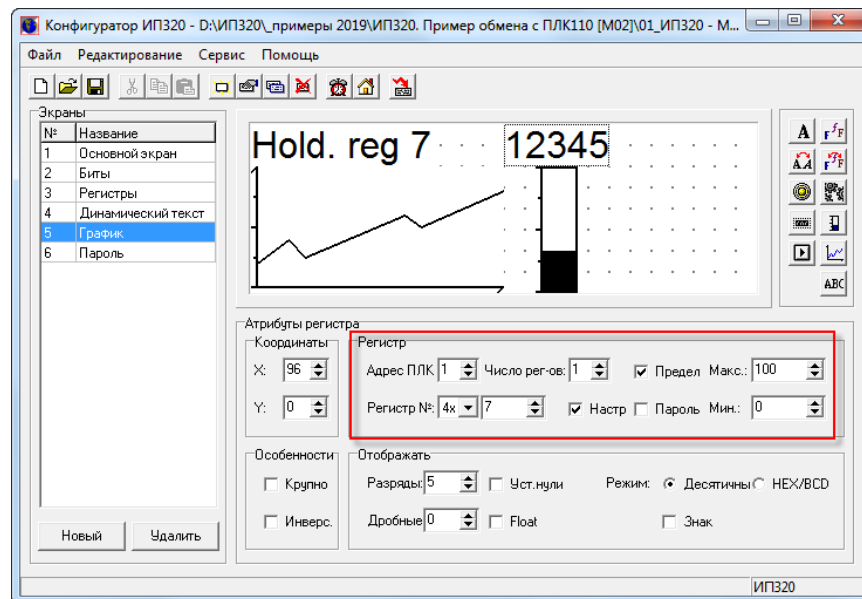 Конфигуратор ИП320 - D:\ИП320\_примеры 2019\ИП320. Пример обмена с ПЛК110 [M02]\01_ИП320 - M...
Файл Редактирование Сервис Помощь
Экраны
№ Название
1 Основной экран
2 Биты
3 Регистры
4 Динамический текст
5 График
6 Пароль
Новый Удалить
Hold. reg 7 12345
A FfF
AA FF
ABC
Атрибуты регистра
Координаты
X: 96
Y: 0
Регистр
Адрес ПЛК 1 Число рег-ов: 1 Предел Макс.: 100
Регистр №: 4x 7 Настр Пароль Мин.: 0
Особенности
Крупно
Инверс.
Отображать
Разряды: 5 Уст.нули Режим: Десятичны HEX/BCD
Дробные 0 Float Знак
ИП320